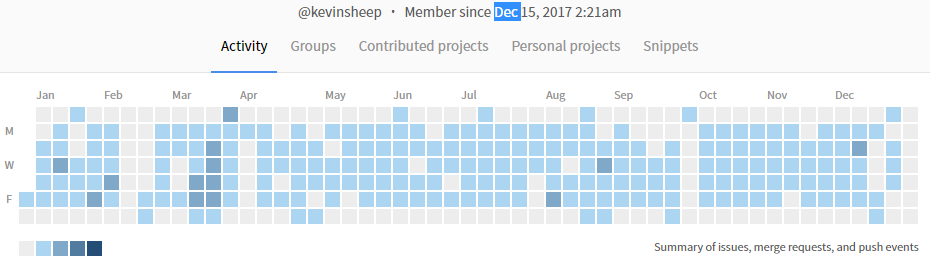 @kevinsheep • Member since Dec 15, 2017 2:21am
Activity Groups Contributed projects Personal projects Snippets
Jan Feb Mar Apr May Jun Jul Aug Sep Oct Nov Dec
M
W
F
Summary of issues, merge requests, and push events